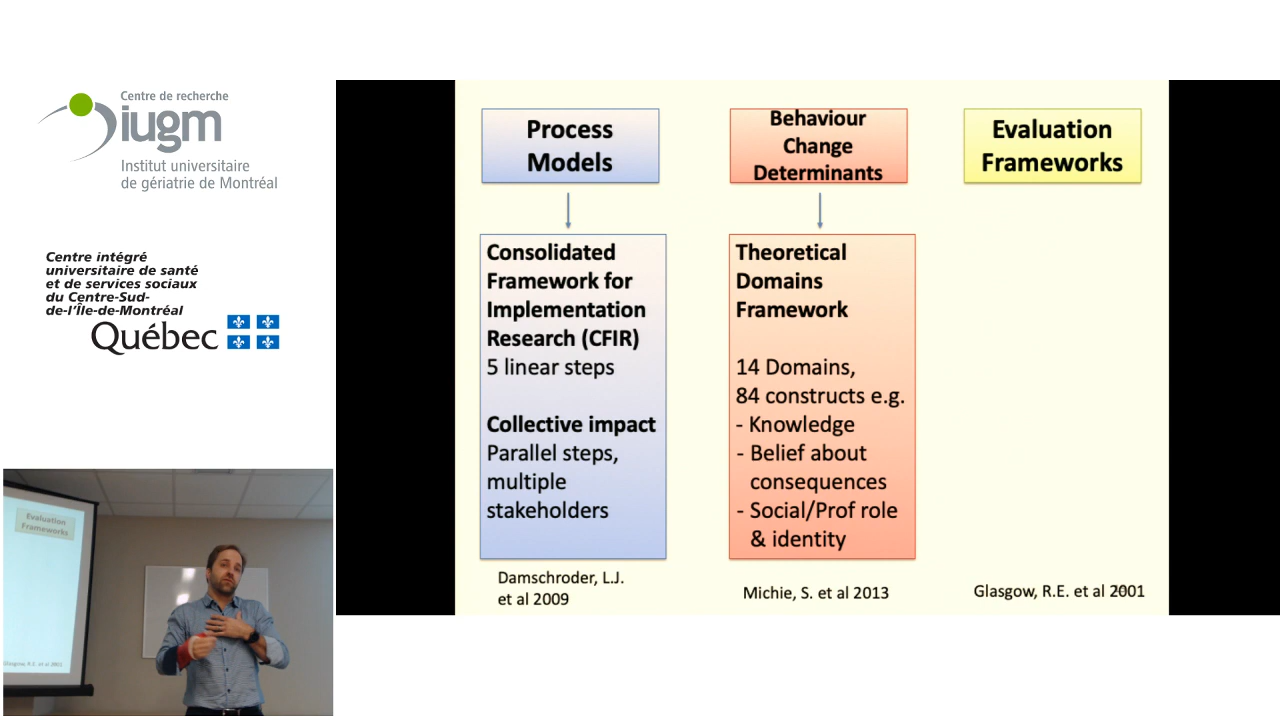 Centre de recherche
iugm
Institut universitaire
de gériatrie de Montréal
Centre intégré
universitaire de santé
et de services sociaux
du Centre-Sud-
de-l'Île-de-Montréal
Québec
Process
Models
Consolidated
Framework for
Implementation
Research (CFIR)
5 linear steps
Collective impact
Parallel steps,
multiple
stakeholders
Damschroder, L.J.
et al 2009
Behaviour
Change
Determinants
Theoretical
Domains
Framework
14 Domains,
84 constructs e.g.
- Knowledge
- Belief about
consequences
- Social/Prof role
& identity
Michie, S. et al 2013
Evaluation
Frameworks
Glasgow, R.E. et al 2001
Evaluation
Frameworks
Glasgow, R.E. et al 2001